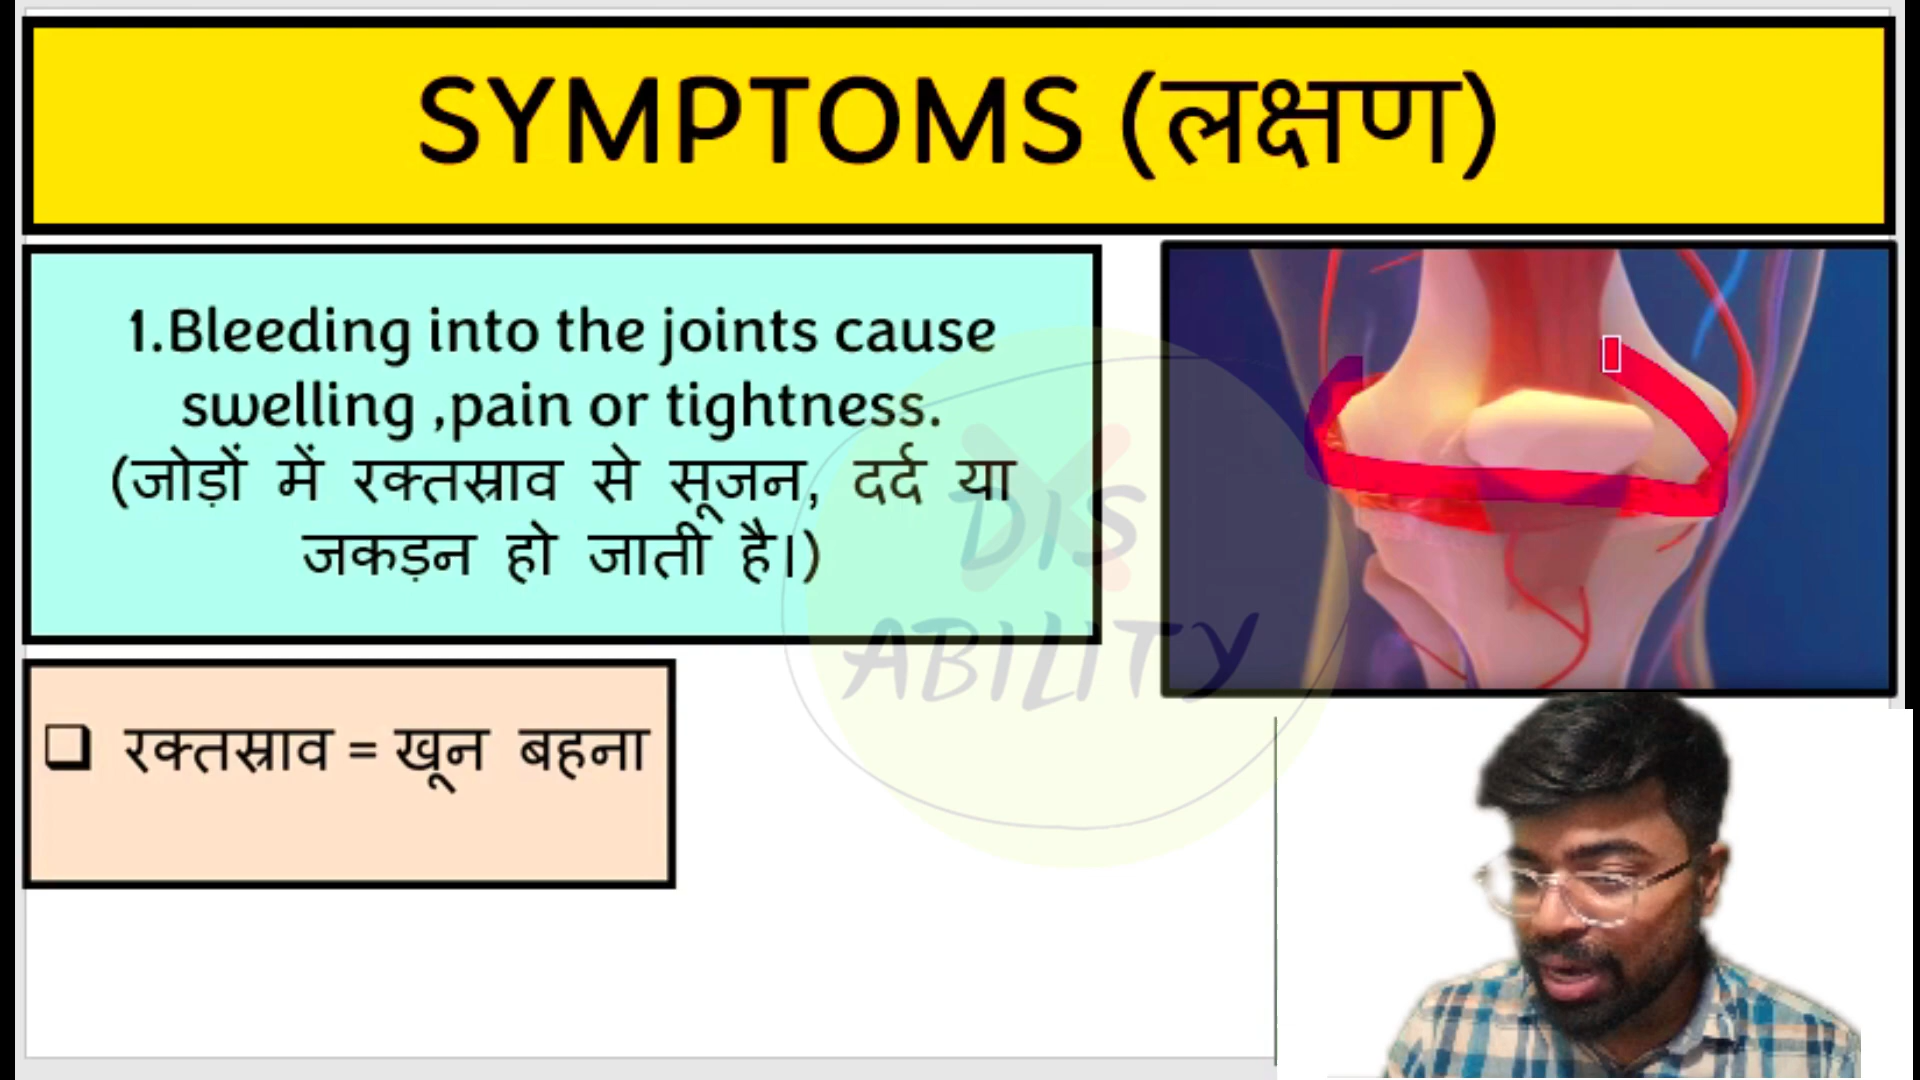 SYMPTOMS (लक्षण)
1.Bleeding into the joints cause
swelling ,pain or tightness.
(जोड़ों में रक्तस्राव से सूजन, दर्द या
जकड़न हो जाती है।)
DIS
ABILITY
❑ रक्तस्राव = खून बहना